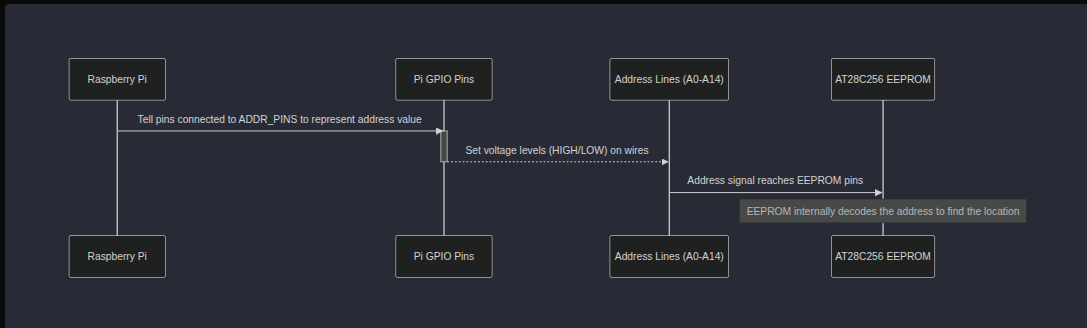 Raspberry Pi
Pi GPIO Pins
Address Lines (A0-A14)
AT28C256 EEPROM
Tell pins connected to ADDR_PINS to represent address value
Set voltage levels (HIGH/LOW) on wires
Address signal reaches EEPROM pins
EEPROM internally decodes the address to find the location
Raspberry Pi
Pi GPIO Pins
Address Lines (A0-A14)
AT28C256 EEPROM